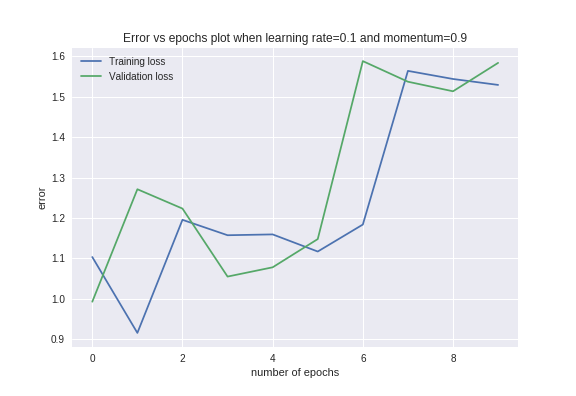 Error vs epochs plot when learning rate=0.1 and momentum=0.9
Training loss
Validation loss
1.6
1.5
1.4
1.3
1.2
1.1
1.0
0.9
error
0 2 4 6 8
number of epochs